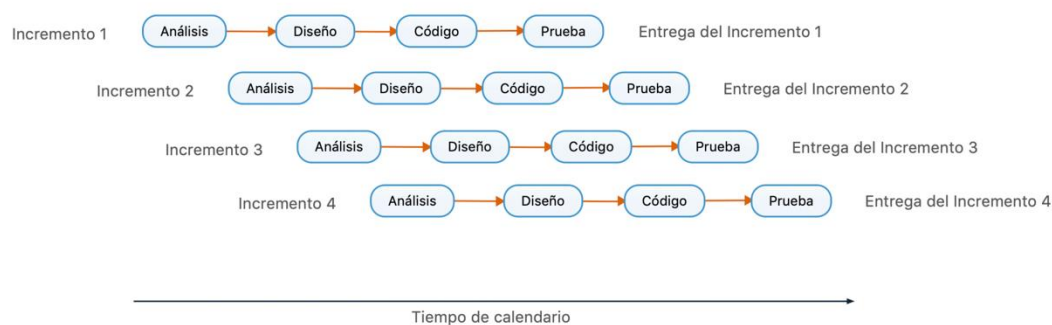 Incremento 1 Análisis Diseño Código Prueba Entrega del Incremento 1
Incremento 2 Análisis Diseño Código Prueba Entrega del Incremento 2
Incremento 3 Análisis Diseño Código Prueba Entrega del Incremento 3
Incremento 4 Análisis Diseño Código Prueba Entrega del Incremento 4
Tiempo de calendario